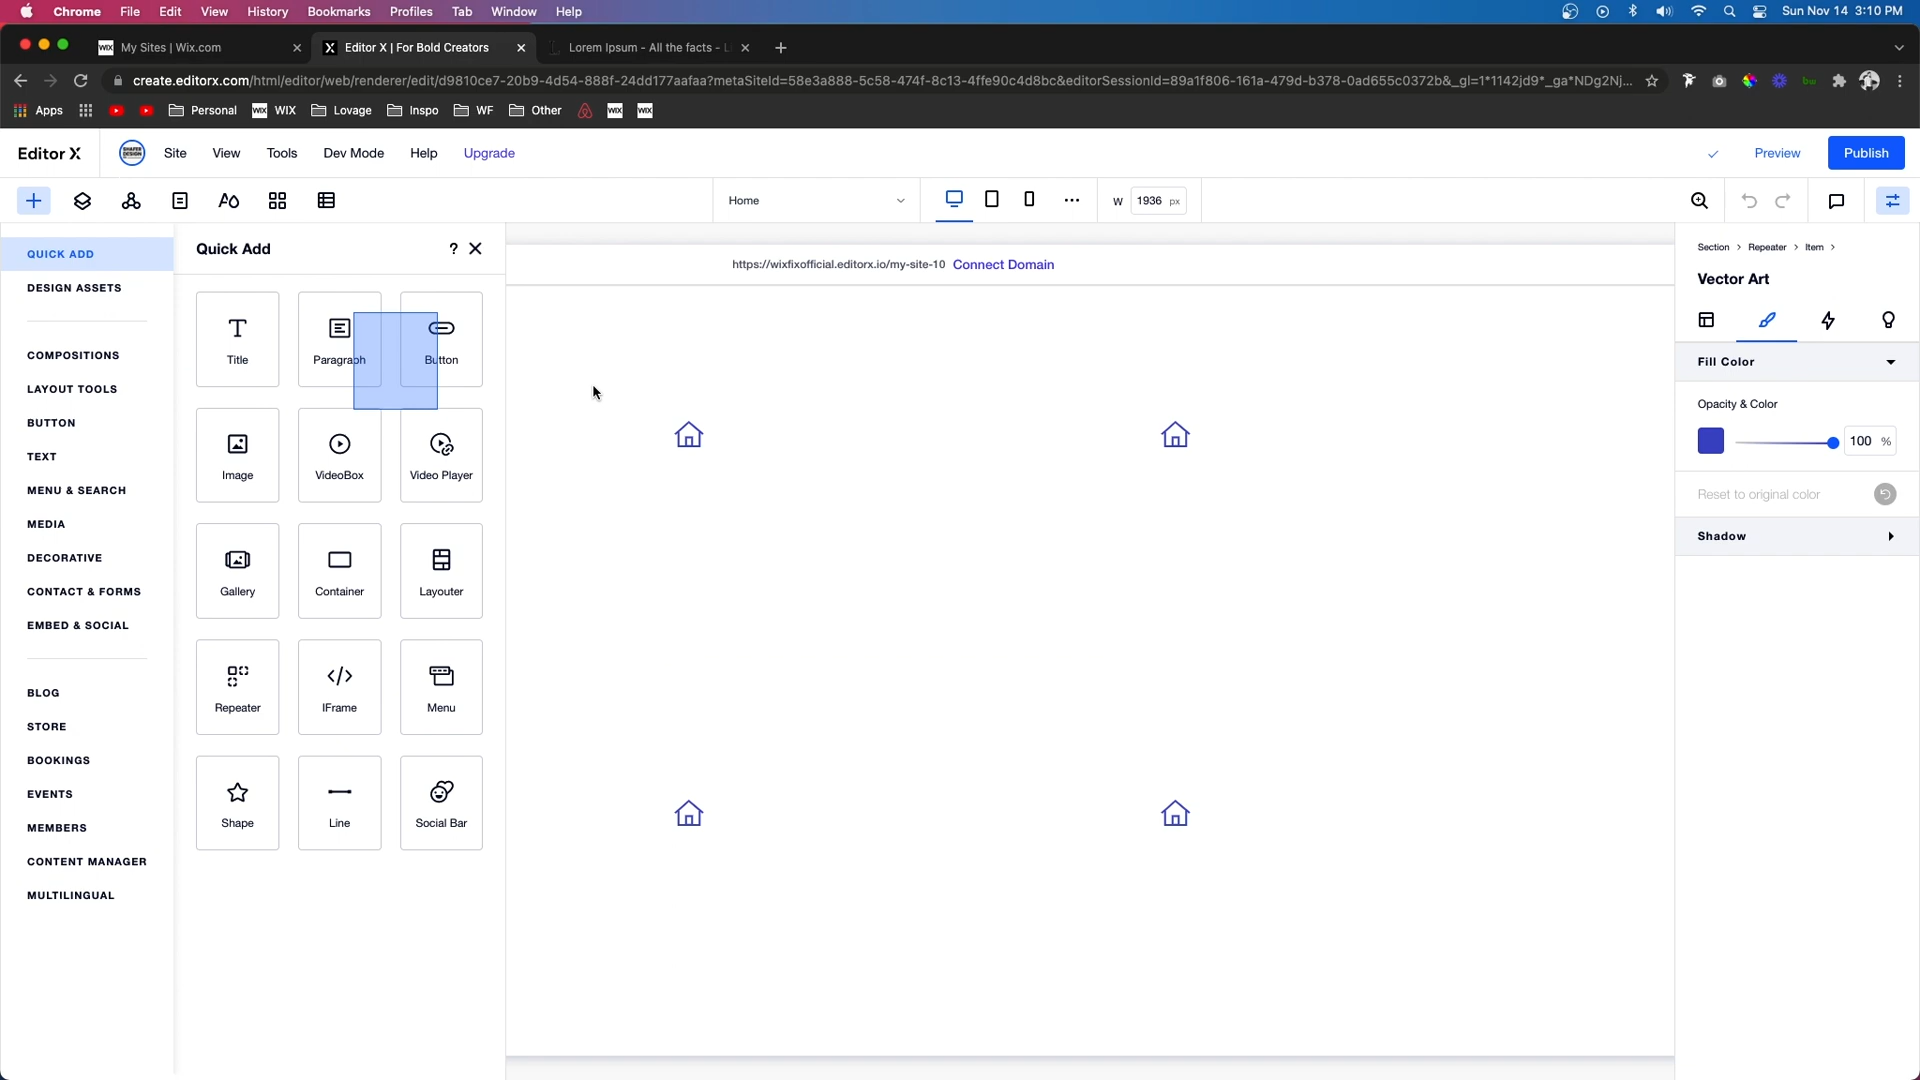 Chrome File Edit View History Bookmarks Profiles Tab Window Help Sun Nov 14 3:10 PM
WIX My Sites | Wix.com X Editor X | For Bold Creators Lorem Ipsum - All the facts - L
create.editorx.com/html/editor/web/renderer/edit/d9810ce7-20b9-4d54-888f-24dd177aafaa?metaSiteId=58e3a888-5c58-474f-8c13-4ffe90c4d8bc&editorSessionId=89a1f806-161a-479d-b378-0ad655c0372b&_gl=1*1142jd9*_ga*NDg2Nj...
Apps Personal WIX WIX Lovage Inspo WF Other WIX WIX
Editor X Site View Tools Dev Mode Help Upgrade Preview Publish
Home W 1936 px
QUICK ADD
DESIGN ASSETS
COMPOSITIONS
LAYOUT TOOLS
BUTTON
TEXT
MENU & SEARCH
MEDIA
DECORATIVE
CONTACT & FORMS
EMBED & SOCIAL
BLOG
STORE
BOOKINGS
EVENTS
MEMBERS
CONTENT MANAGER
MULTILINGUAL
Quick Add ?
Title Paragraph Button
Image VideoBox Video Player
Gallery Container Layouter
Repeater IFrame Menu
Shape Line Social Bar
https://wixfixofficial.editorx.io/my-site-10 Connect Domain
Section > Repeater > Item >
Vector Art
Fill Color
Opacity & Color
100 %
Reset to original color
Shadow